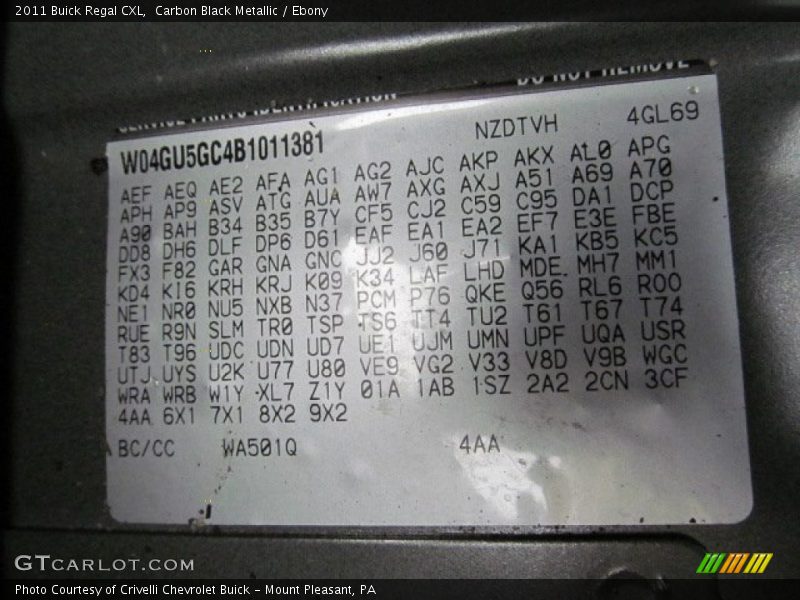 2011 Buick Regal CXL,  Carbon Black Metallic / Ebony
DO NOT REMOVE
W04GU5GC4B1011381 NZDTVH 4GL69
AEF AEQ AE2 AFA AG1 AG2 AJC AKP AKX AL0 APG
APH AP9 ASV ATG AUA AW7 AXG AXJ A51 A69 A70
A90 BAH B34 B35 B7Y CF5 CJ2 C59 C95 DA1 DCP
DD8 DH6 DLF DP6 D61 EAF EA1 EA2 EF7 E3E FBE
FX3 F82 GAR GNA GNC JJ2 J60 J71 KA1 KB5 KC5
KD4 KI6 KRH KRJ K09 K34 LAF LHD MDE MH7 MM1
NE1 NR0 NU5 NXB N37 PCM P76 QKE Q56 RL6 ROO
RUE R9N SLM TR0 TSP TS6 TT4 TU2 T61 T67 T74
T83 T96 UDC UDN UD7 UE1 UJM UMN UPF UQA USR
UTJ UYS U2K U77 U80 VE9 VG2 V33 V8D V9B WGC
WRA WRB W1Y XL7 Z1Y 01A 1AB 1SZ 2A2 2CN 3CF
4AA 6X1 7X1 8X2 9X2
BC/CC WA501Q 4AA
GTCARLOT.COM
Photo Courtesy of Crivelli Chevrolet Buick - Mount Pleasant, PA